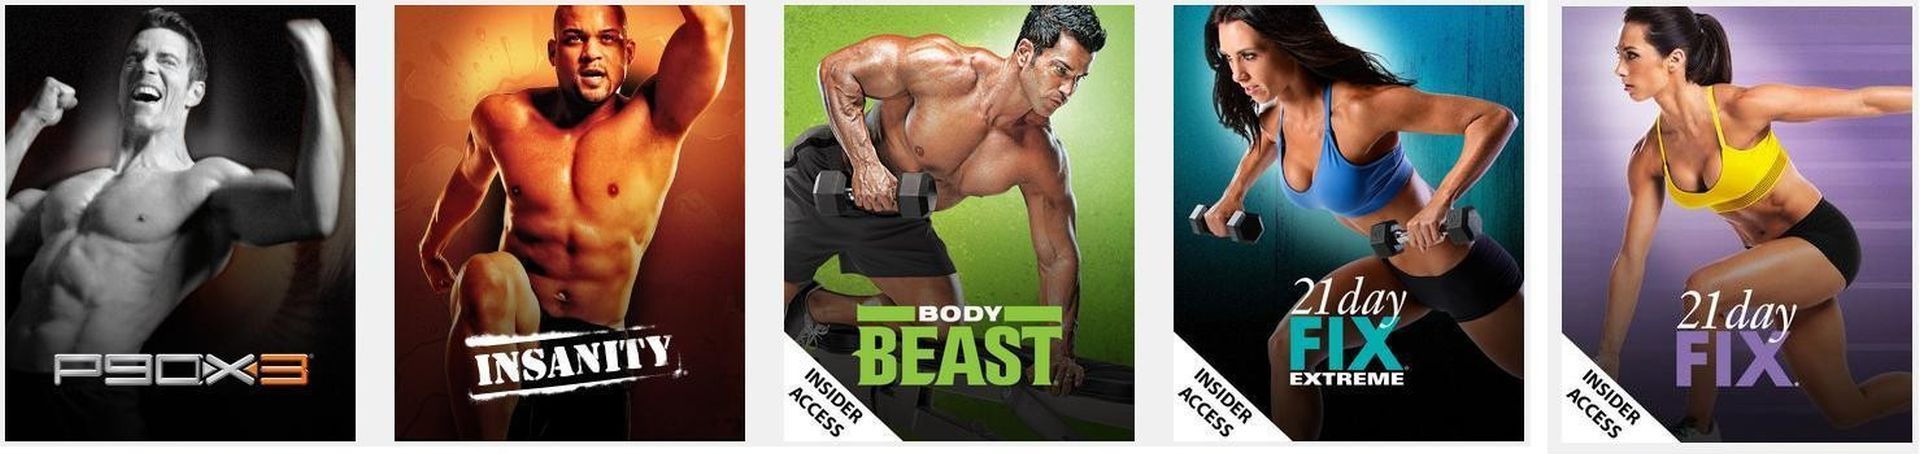 P90X3
INSANITY
BODY
BEAST
INSIDER
ACCESS
21 day
FIX
EXTREME
INSIDER
ACCESS
21 day
FIX
INSIDER
ACCESS